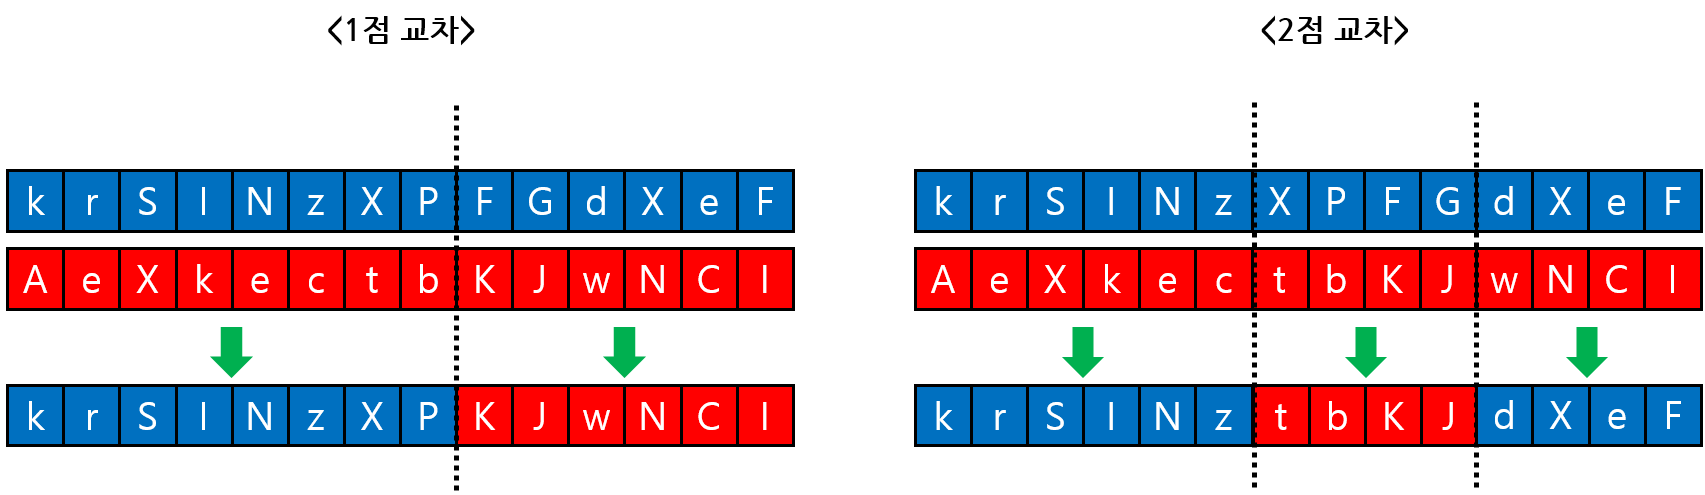 <1점 교차>
k r S I N z X P F G d X e F
A e X k e c t b K J w N C I
k r S I N z X P K J w N C I
<2점 교차>
k r S I N z X P F G d X e F
A e X k e c t b K J w N C I
k r S I N z t b K J d X e F